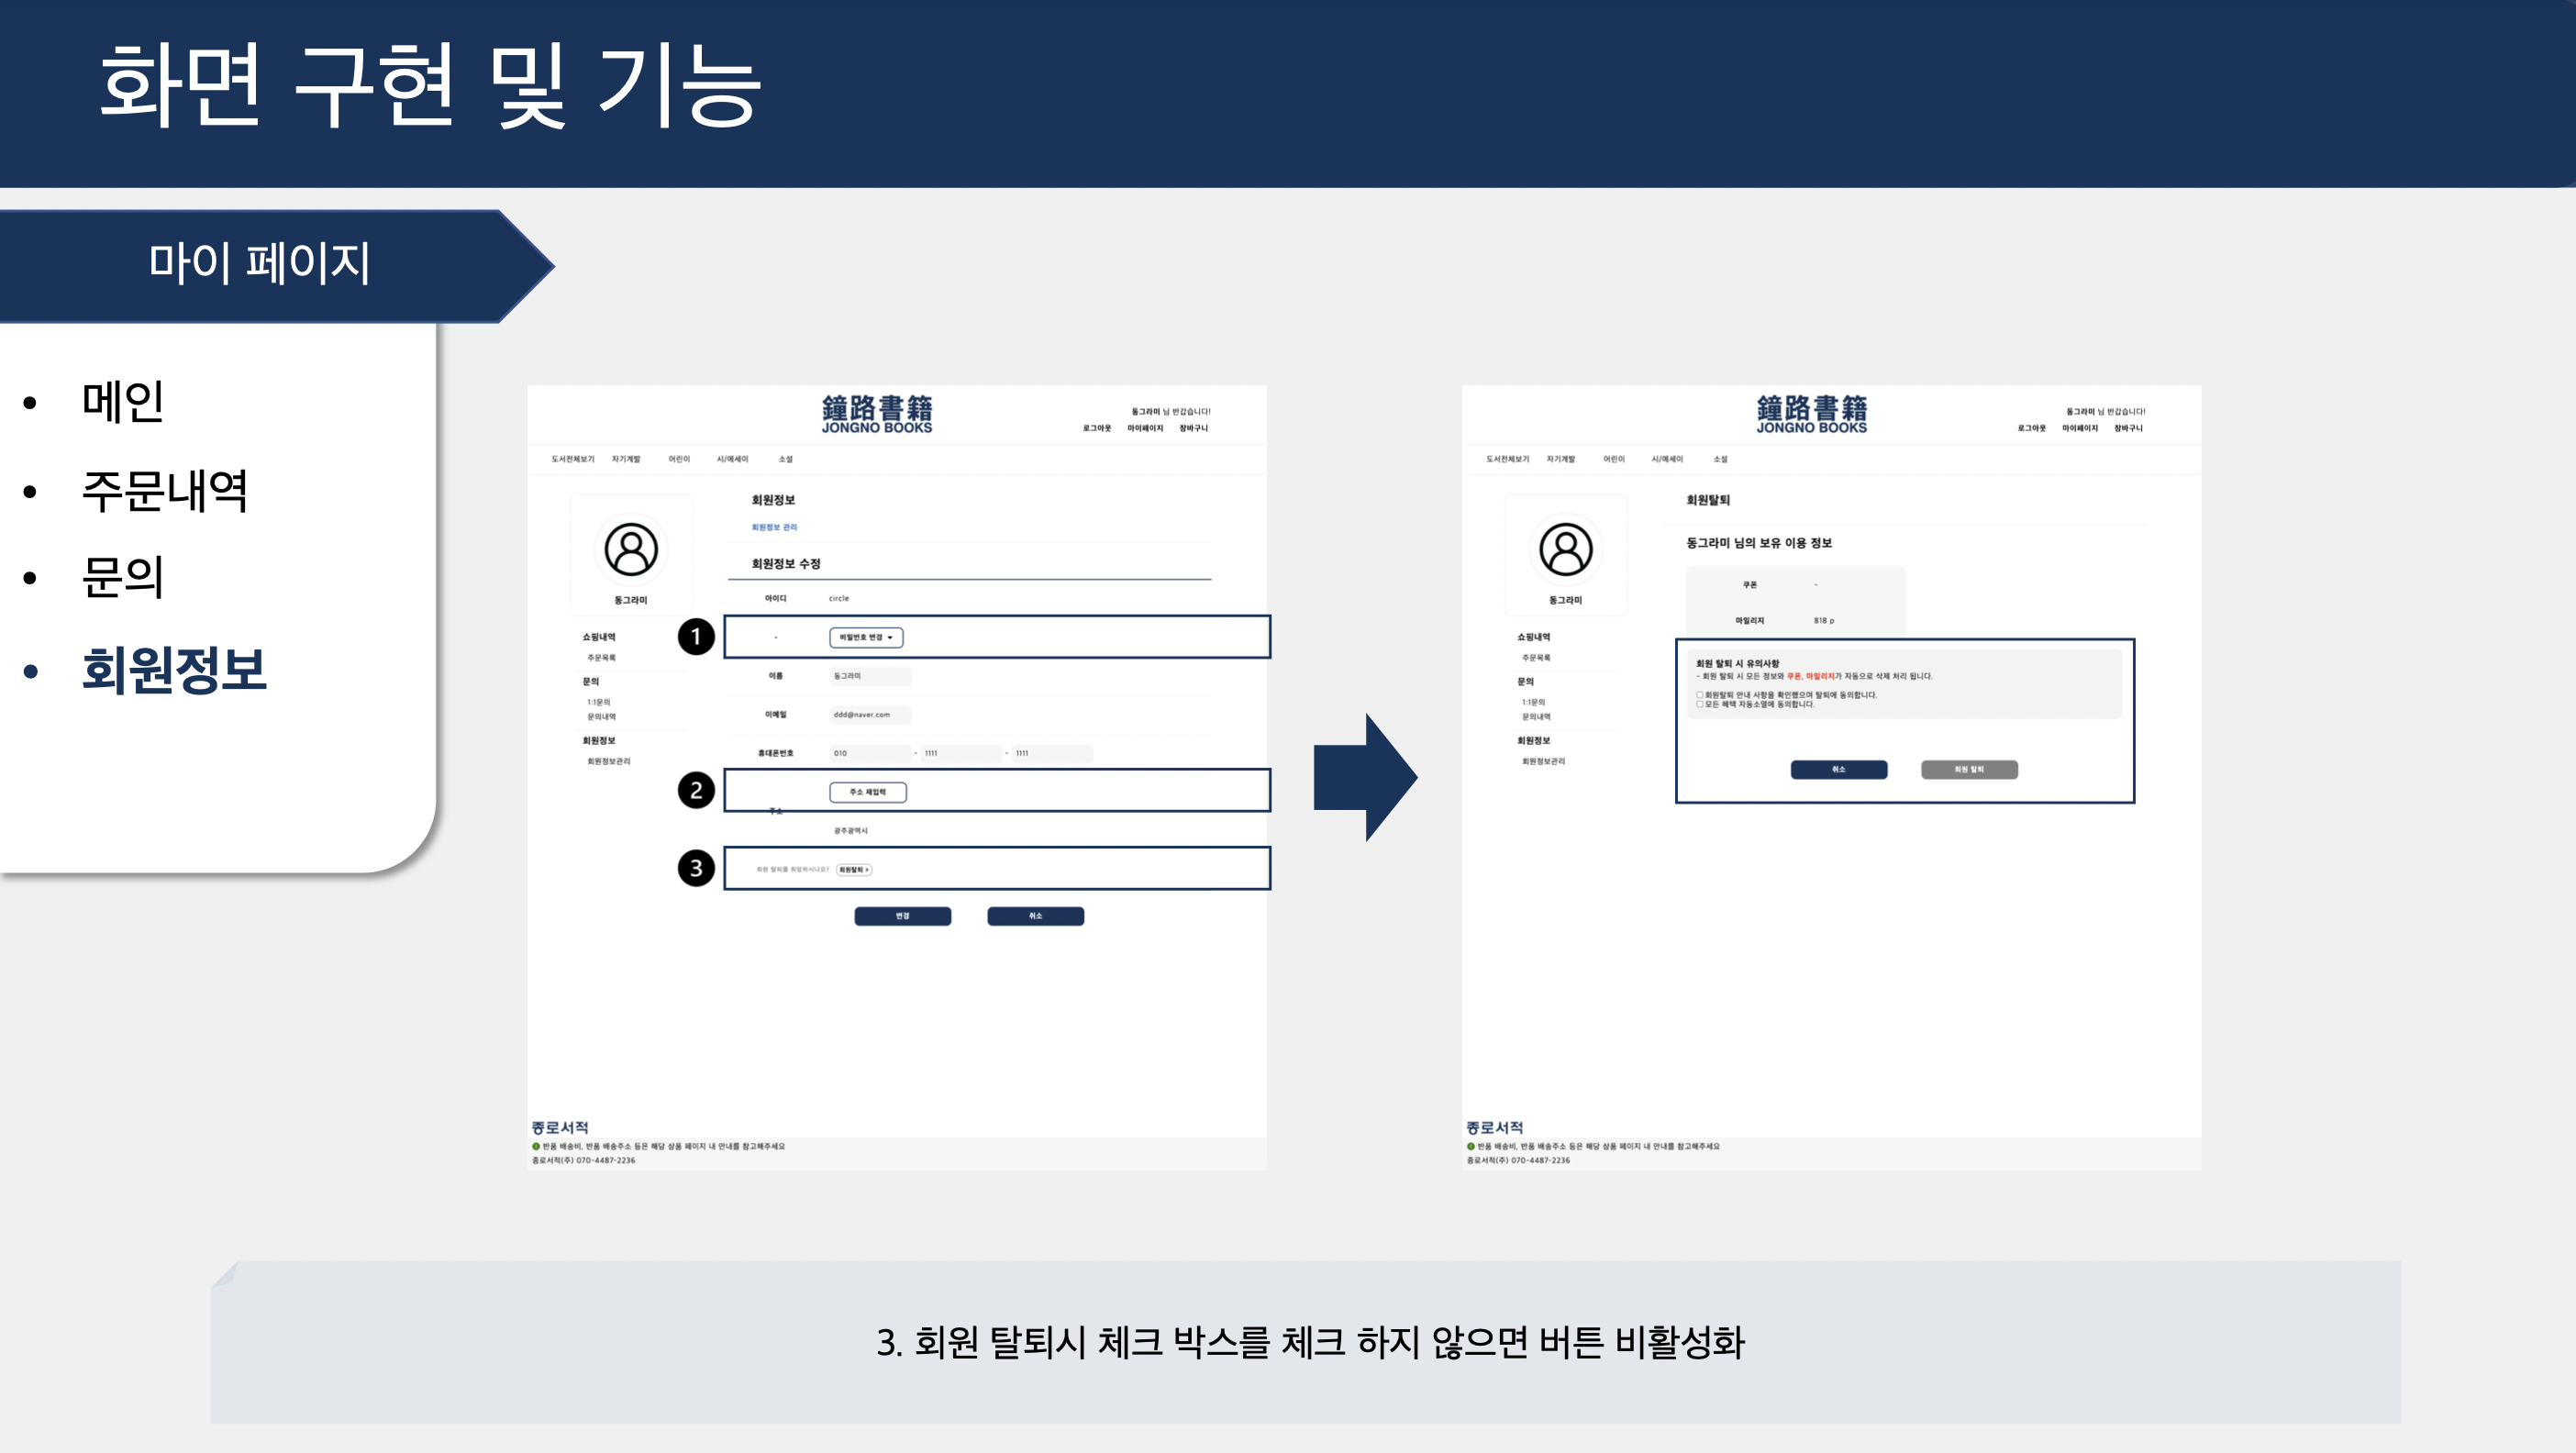 화면 구현 및 기능
마이 페이지
• 메인
• 주문내역
• 문의
• 회원정보
鐘路書籍
JONGNO BOOKS
동그라미 님 반갑습니다!
로그아웃 마이페이지 장바구니
도서전체보기 자기계발 어린이 시/에세이 소설
동그라미
쇼핑내역
주문목록
문의
1:1문의
문의내역
회원정보
회원정보관리
회원정보
회원정보 관리
회원정보 수정
아이디 circle
1 - 비밀번호 변경
이름 동그라미
이메일 ddd@naver.com
휴대폰번호 010 - 1111 - 1111
2 주소 재입력
주소
광주광역시
3 회원 탈퇴를 희망하시나요? 회원탈퇴 >
변경 취소
종로서적
반품 배송비, 반품 배송주소 등은 해당 상품 페이지 내 안내를 참고해주세요
종로서적(주) 070-4487-2236
鐘路書籍
JONGNO BOOKS
동그라미 님 반갑습니다!
로그아웃 마이페이지 장바구니
도서전체보기 자기계발 어린이 시/에세이 소설
동그라미
쇼핑내역
주문목록
문의
1:1문의
문의내역
회원정보
회원정보관리
회원탈퇴
동그라미 님의 보유 이용 정보
쿠폰 -
마일리지 818 p
회원 탈퇴 시 유의사항
- 회원 탈퇴 시 모든 정보와 쿠폰, 마일리지가 자동으로 삭제 처리 됩니다.
회원탈퇴 안내 사항을 확인했으며 탈퇴에 동의합니다.
모든 혜택 자동소멸에 동의합니다.
취소 회원 탈퇴
종로서적
반품 배송비, 반품 배송주소 등은 해당 상품 페이지 내 안내를 참고해주세요
종로서적(주) 070-4487-2236
3. 회원 탈퇴시 체크 박스를 체크 하지 않으면 버튼 비활성화